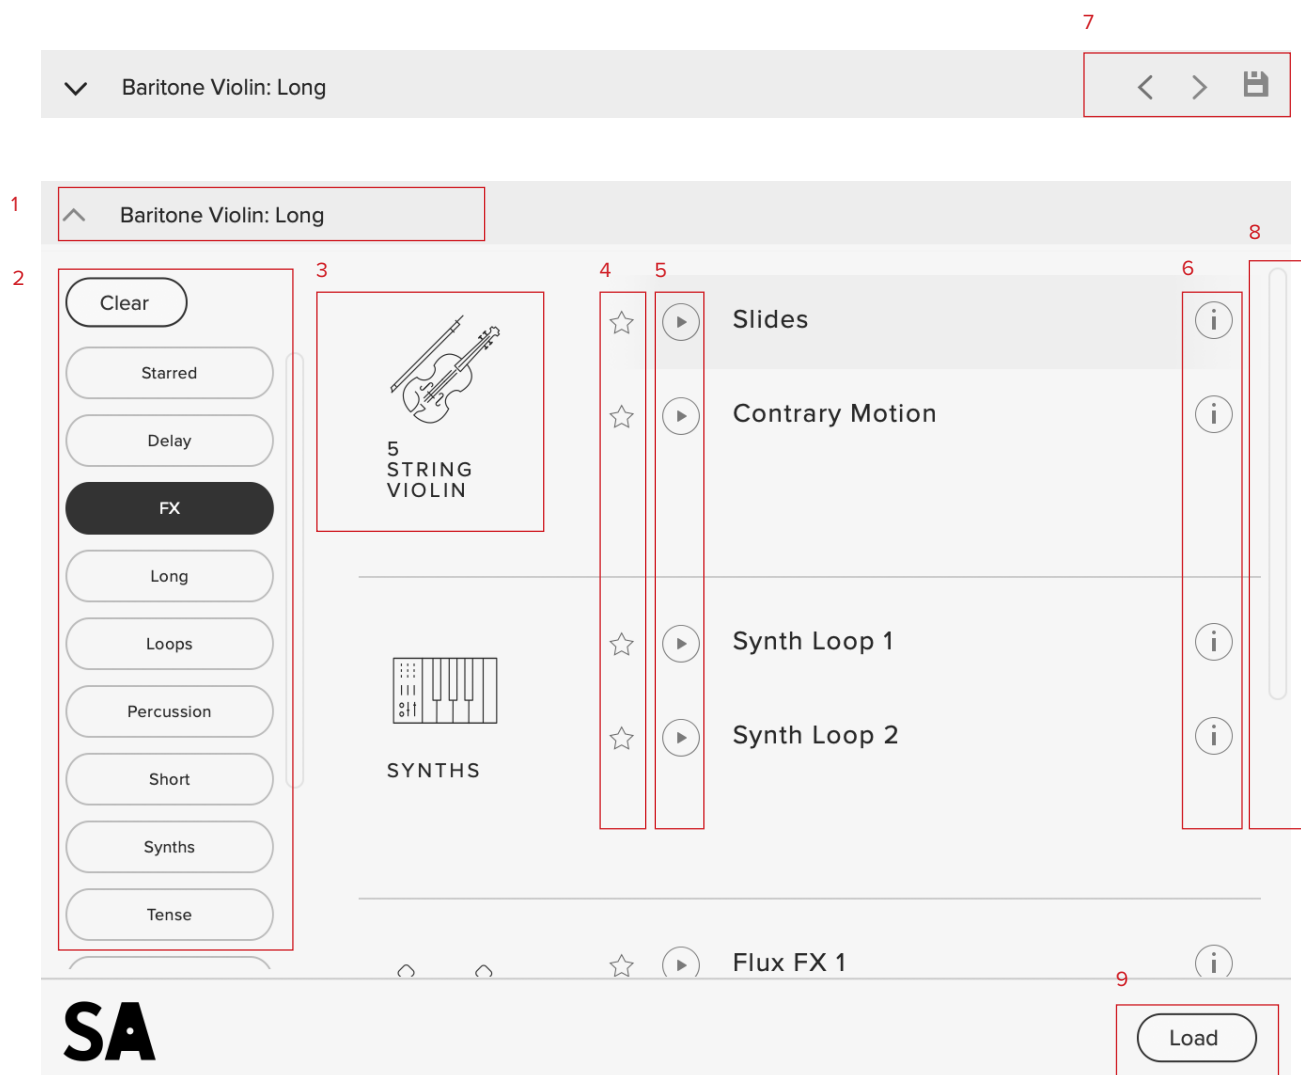 7
Baritone Violin: Long
1
Baritone Violin: Long
8
2
3
4
5
6
Clear
Starred
Delay
FX
Long
Loops
Percussion
Short
Synths
Tense
5
STRING
VIOLIN
Slides
i
Contrary Motion
i
SYNTHS
Synth Loop 1
i
Synth Loop 2
i
Flux FX 1
i
9
SA
Load